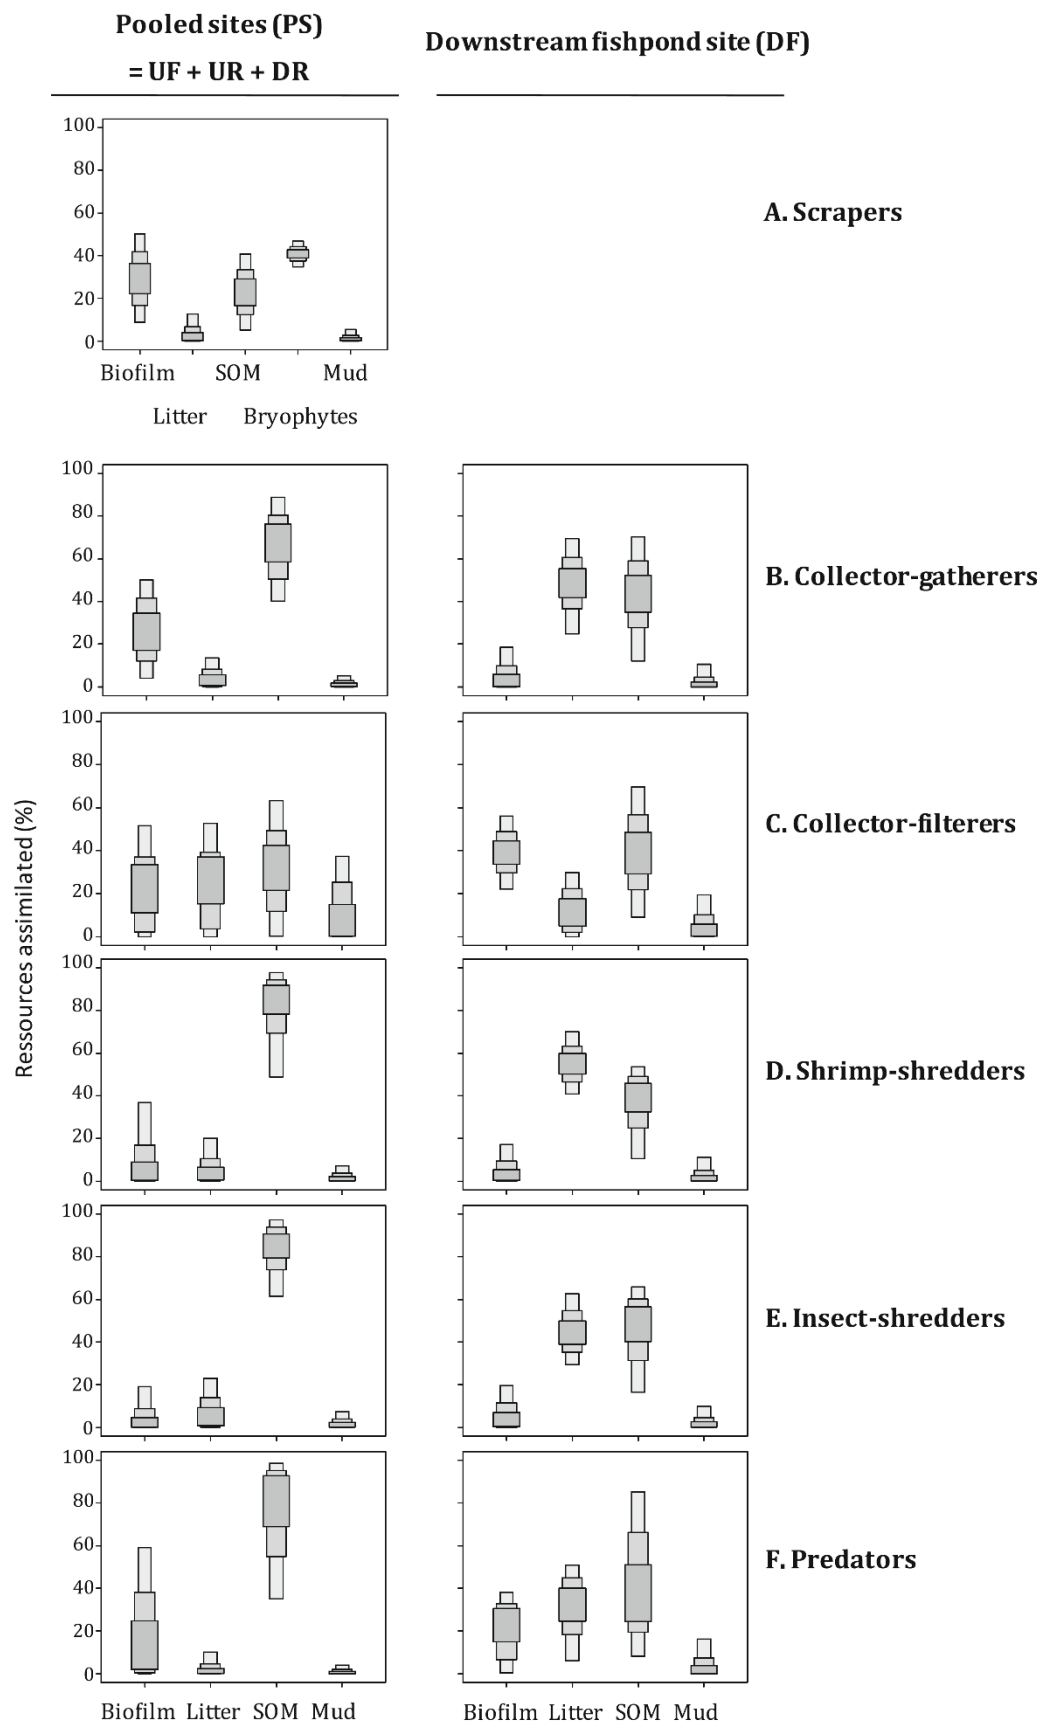 Pooled sites (PS)
= UF + UR + DR
Downstream fishpond site (DF)
100
80
60
40
20
0
A. Scrapers
Biofilm SOM Mud
Litter Bryophytes
Ressources assimilated (%)
100
80
60
40
20
0
B. Collector-gatherers
100
80
60
40
20
0
C. Collector-filterers
100
80
60
40
20
0
D. Shrimp-shredders
100
80
60
40
20
0
E. Insect-shredders
100
80
60
40
20
0
F. Predators
Biofilm Litter SOM Mud
Biofilm Litter SOM Mud